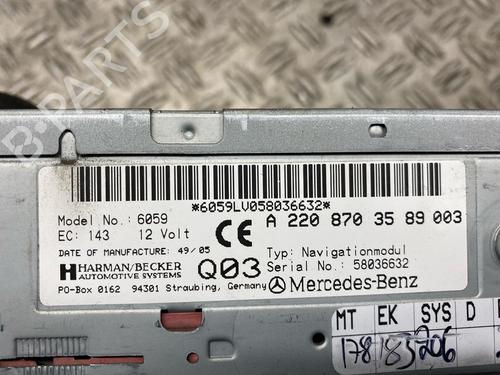 *6059LV058036632*
Model No.: 6059
EC: 143 12 Volt
CE
A 220 870 35 89 003
DATE OF MANUFACTURE: 49/05
HARMAN/BECKER
AUTOMOTIVE SYSTEMS
Q03
Typ: Navigationmodul
Serial No.: 58036632
PO-Box 0162 94301 Straubing, Germany
Mercedes-Benz
MT EK SYS D
178 185 206
B-PARTS